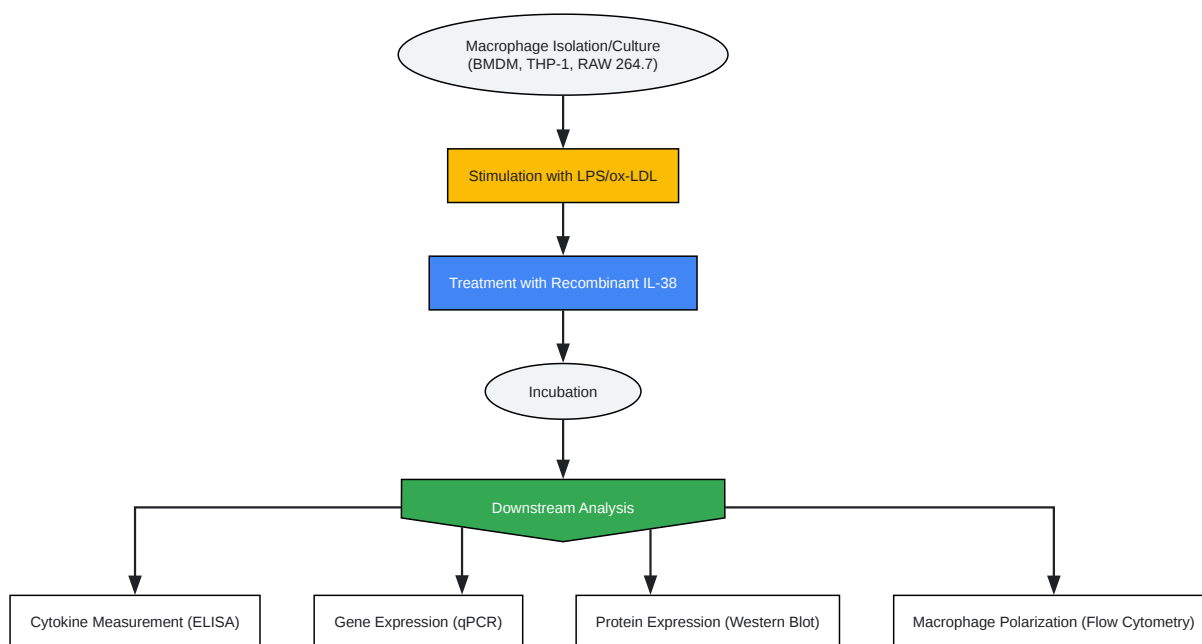 Macrophage Isolation/Culture
(BMDM, THP-1, RAW 264.7)
Stimulation with LPS/ox-LDL
Treatment with Recombinant IL-38
Incubation
Downstream Analysis
Cytokine Measurement (ELISA)
Gene Expression (qPCR)
Protein Expression (Western Blot)
Macrophage Polarization (Flow Cytometry)